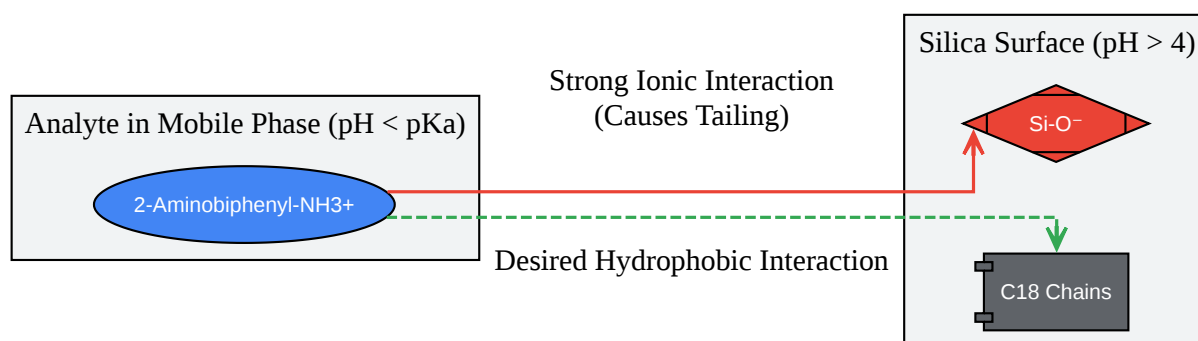 Silica Surface (pH > 4)
Strong Ionic Interaction
(Causes Tailing)
Analyte in Mobile Phase (pH < pKa)
Si-O⁻
2-Aminobiphenyl-NH3+
Desired Hydrophobic Interaction
C18 Chains